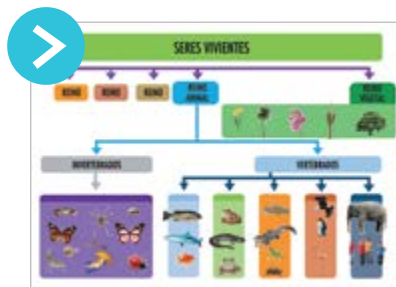 SERES VIVIENTES
REINO REINO REINO REINO ANIMAL REINO VEGETAL
INVERTEBRADOS VERTEBRADOS